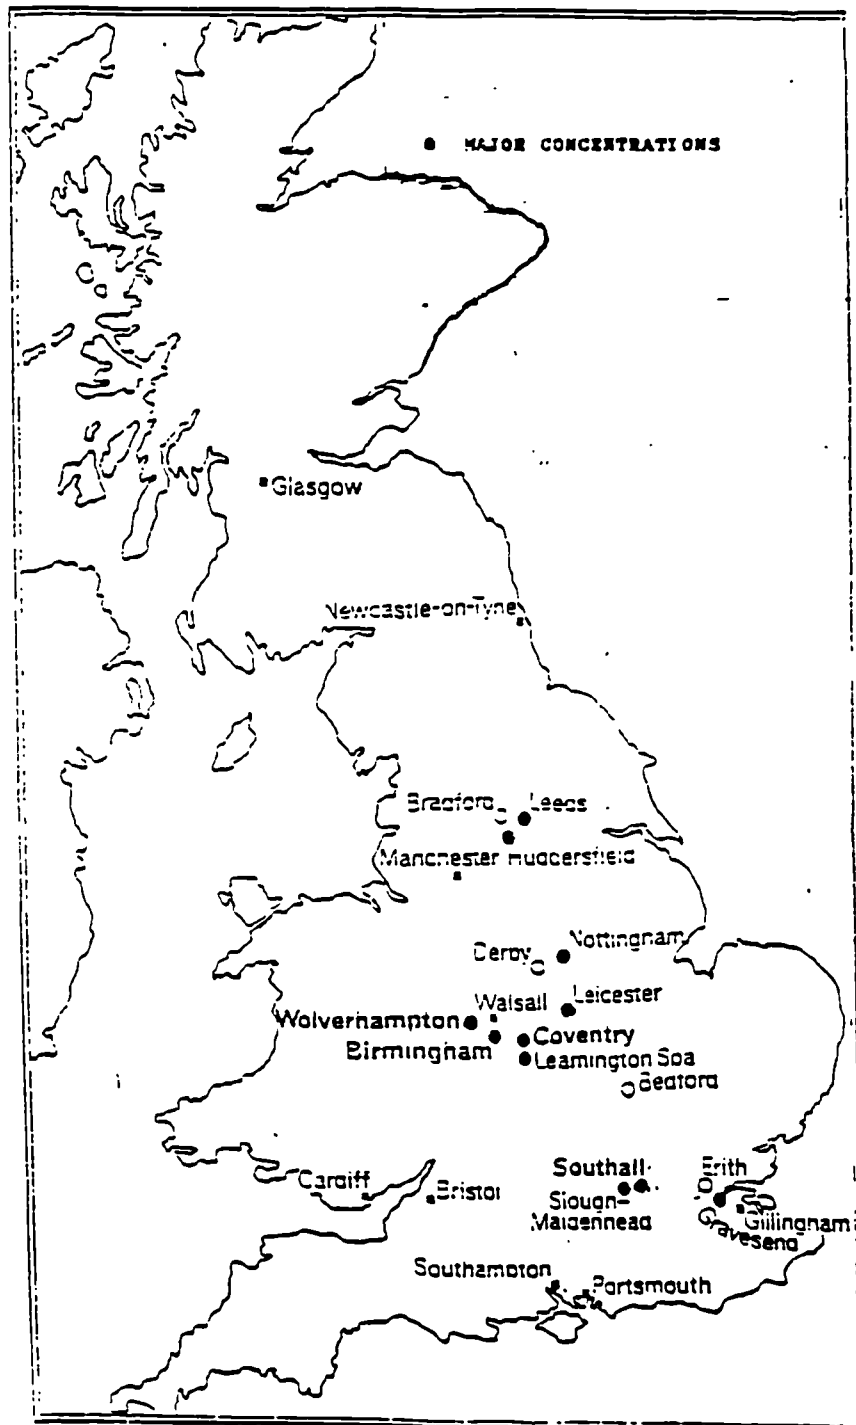 MAJOR CONCENTRATIONS
Glasgow
Newcastle-on-Tyne
Bradford
Leeds
Manchester
Huddersfield
Derby
Nottingham
Walsall
Leicester
Wolverhampton
Coventry
Birmingham
Leamington Spa
Bedford
Southall
Erith
Cardiff
Bristol
Slough-
Maidenhead
Gillingham
Gravesend
Southampton
Portsmouth